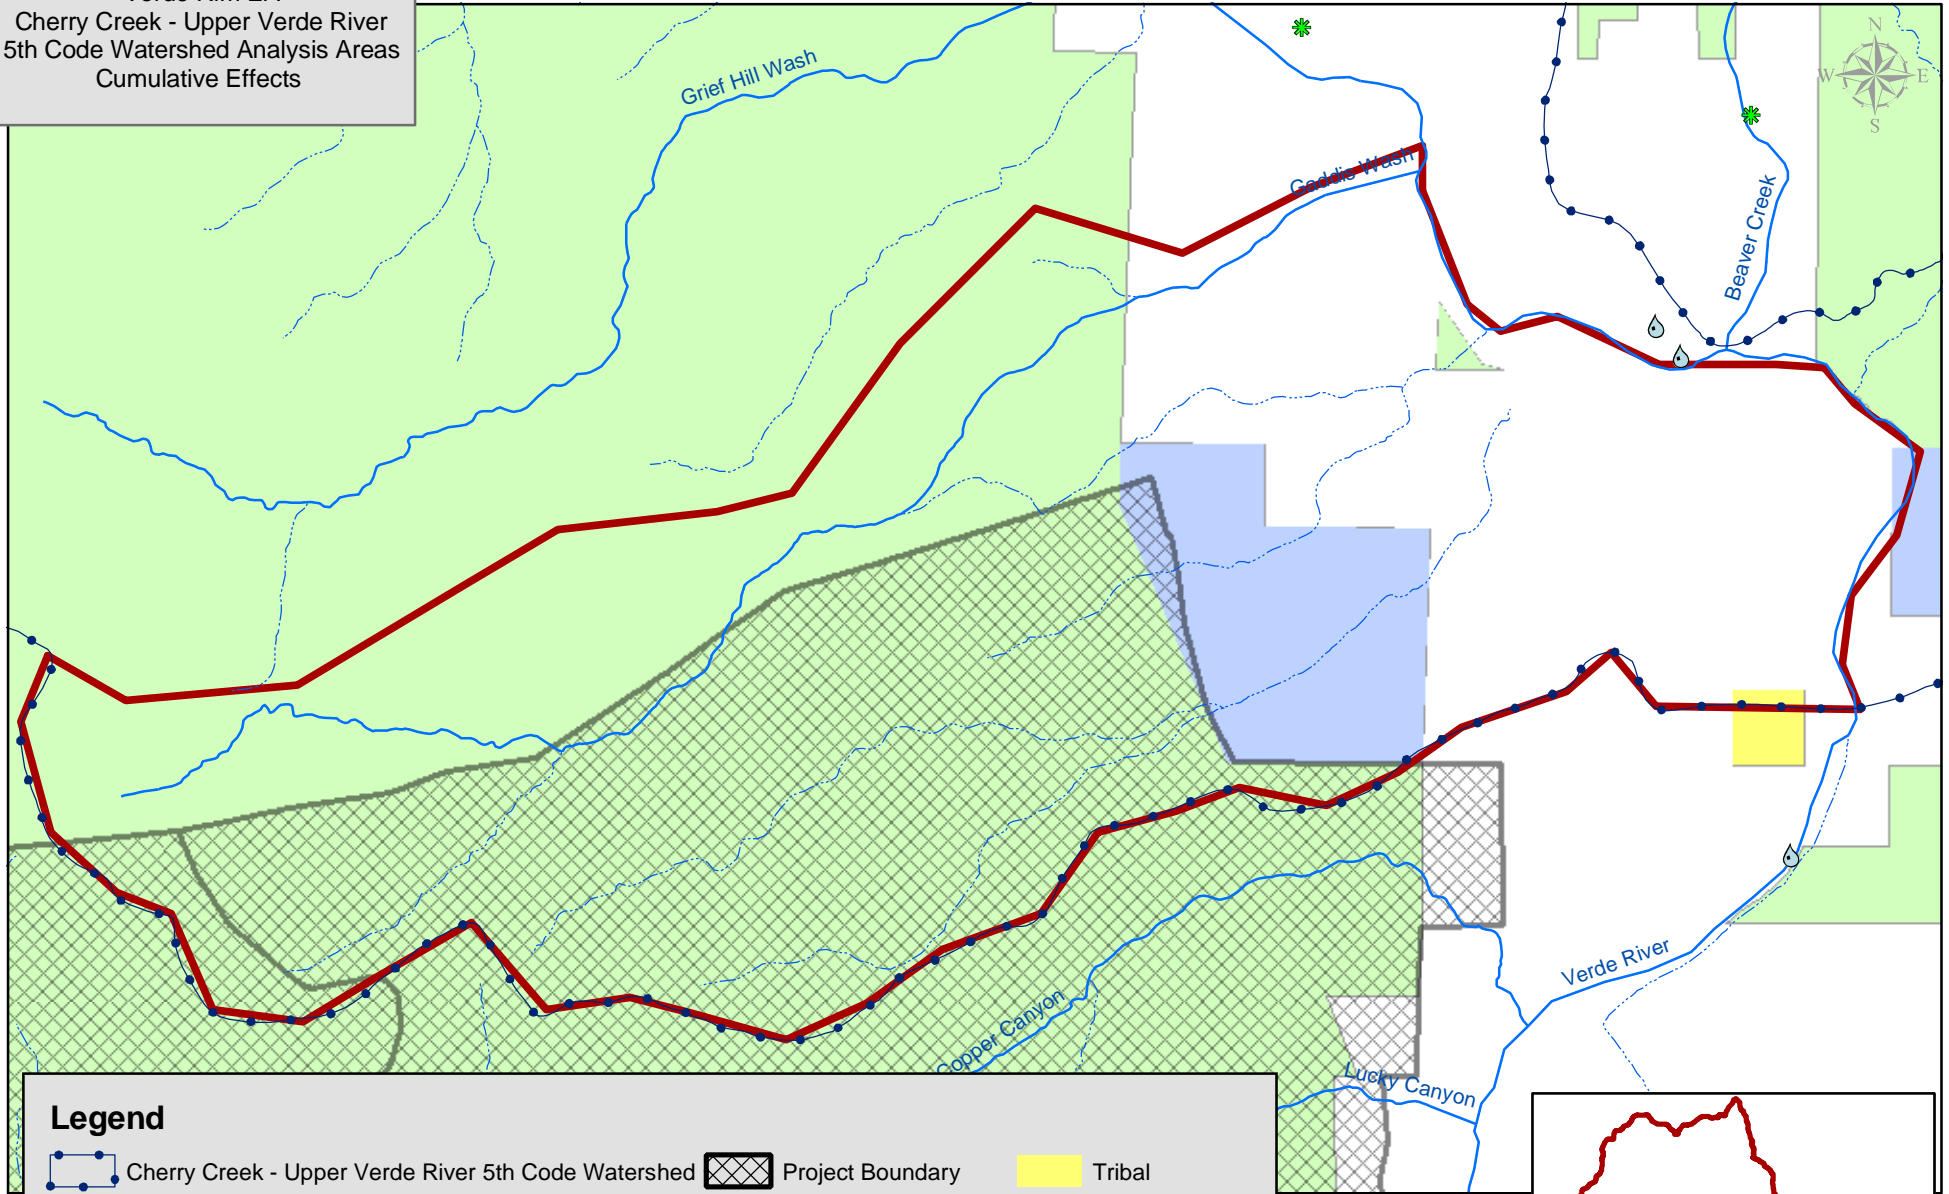 Cherry Creek - Upper Verde River
5th Code Watershed Analysis Areas
Cumulative Effects
Grief Hill Wash
Gaddis Wash
Beaver Creek
N
W
E
S
Verde River
Copper Canyon
Lucky Canyon
Legend
Cherry Creek - Upper Verde River 5th Code Watershed
Project Boundary
Tribal